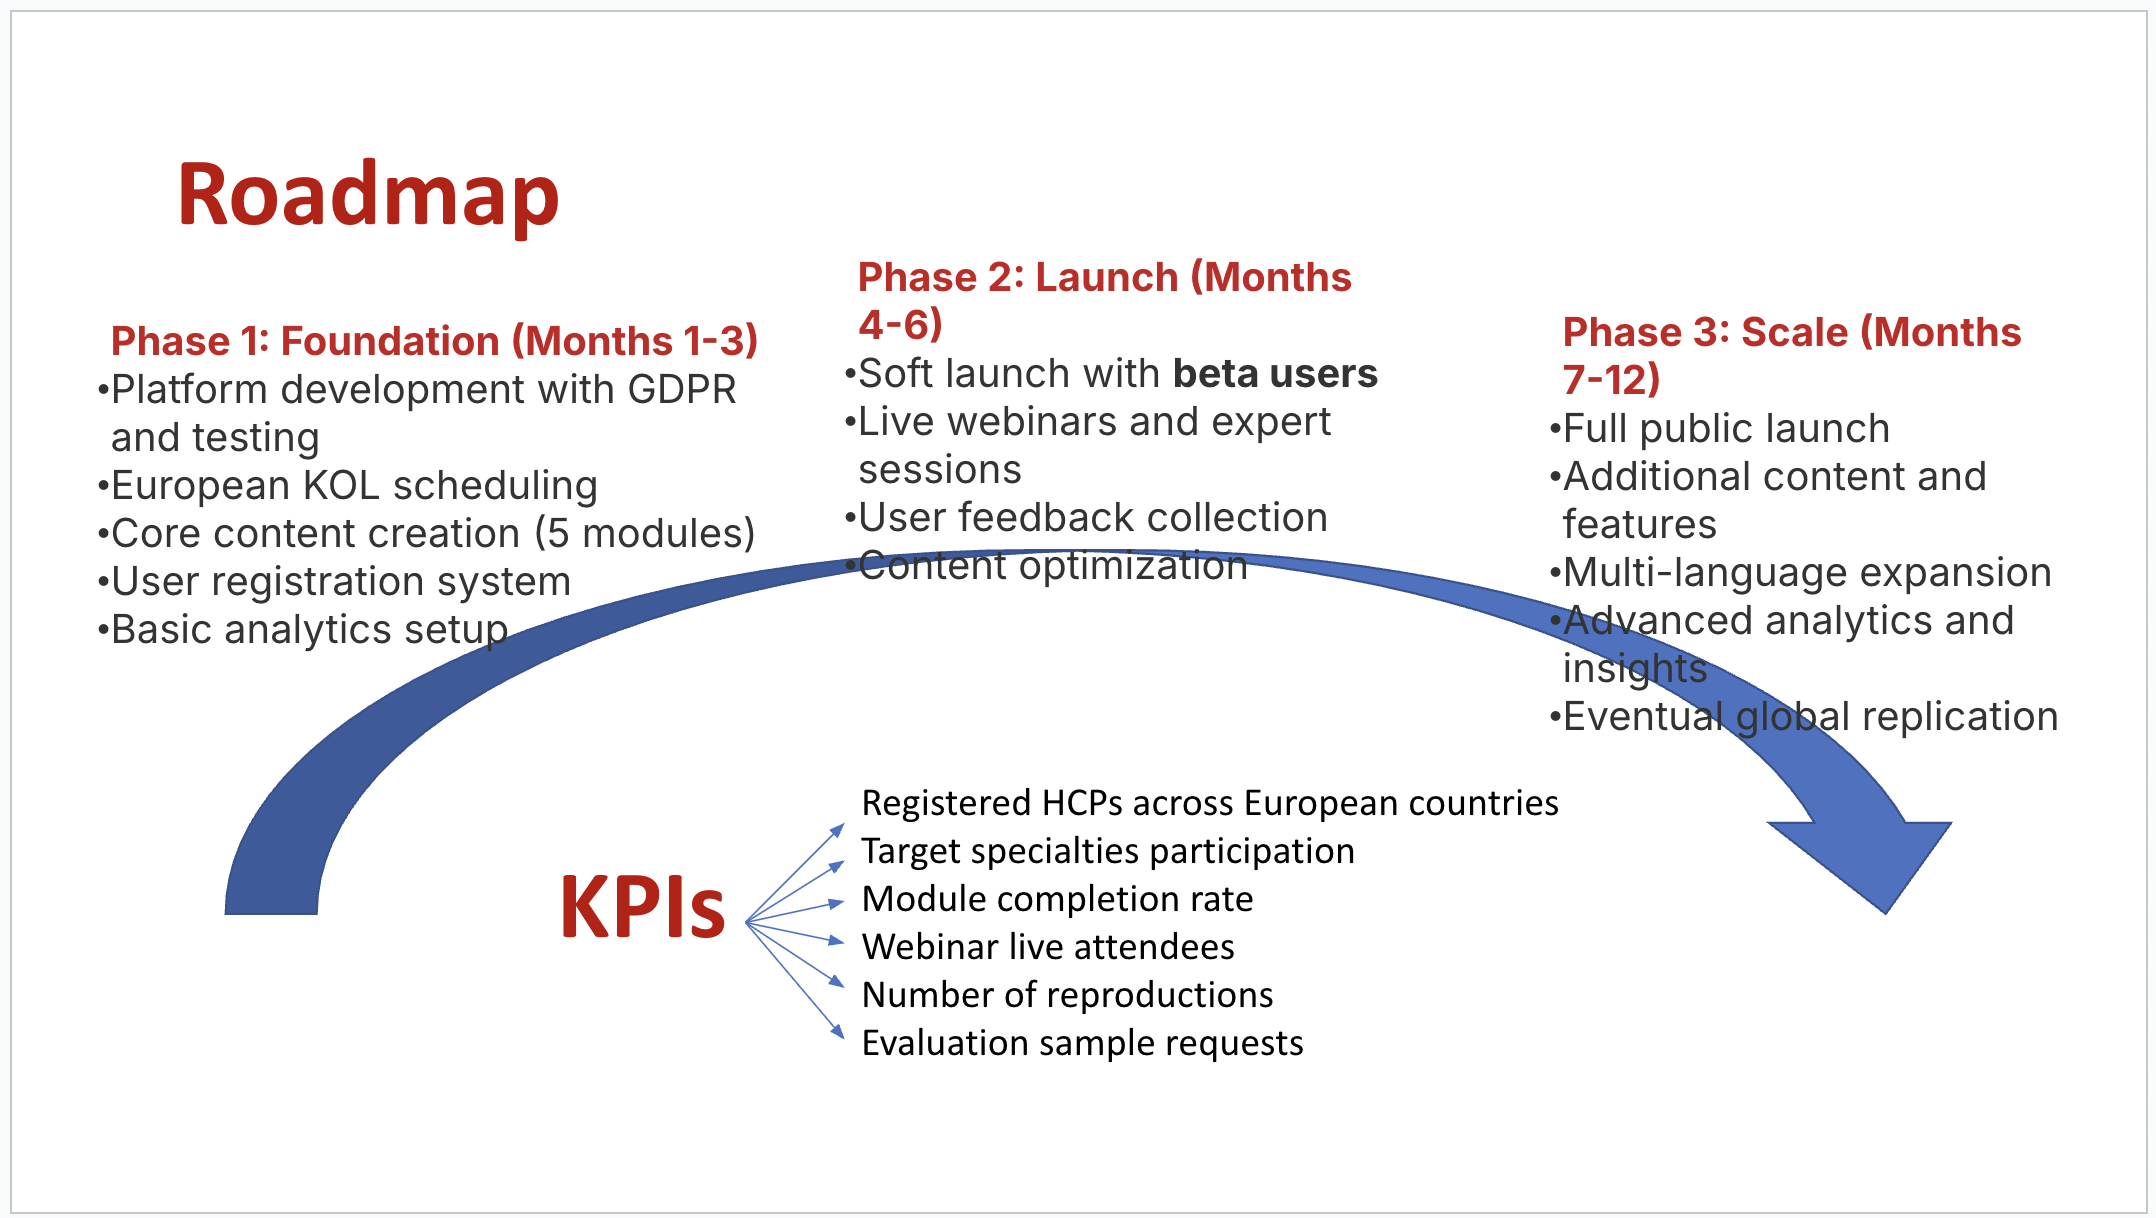 Roadmap
Phase 1: Foundation (Months 1-3)
•Platform development with GDPR
and testing
•European KOL scheduling
•Core content creation (5 modules)
•User registration system
•Basic analytics setup
Phase 2: Launch (Months
4-6)
•Soft launch with beta users
•Live webinars and expert
sessions
•User feedback collection
•Content optimization
Phase 3: Scale (Months
7-12)
•Full public launch
•Additional content and
features
•Multi-language expansion
•Advanced analytics and
insights
•Eventual global replication
KPIs
Registered HCPs across European countries
Target specialties participation
Module completion rate
Webinar live attendees
Number of reproductions
Evaluation sample requests